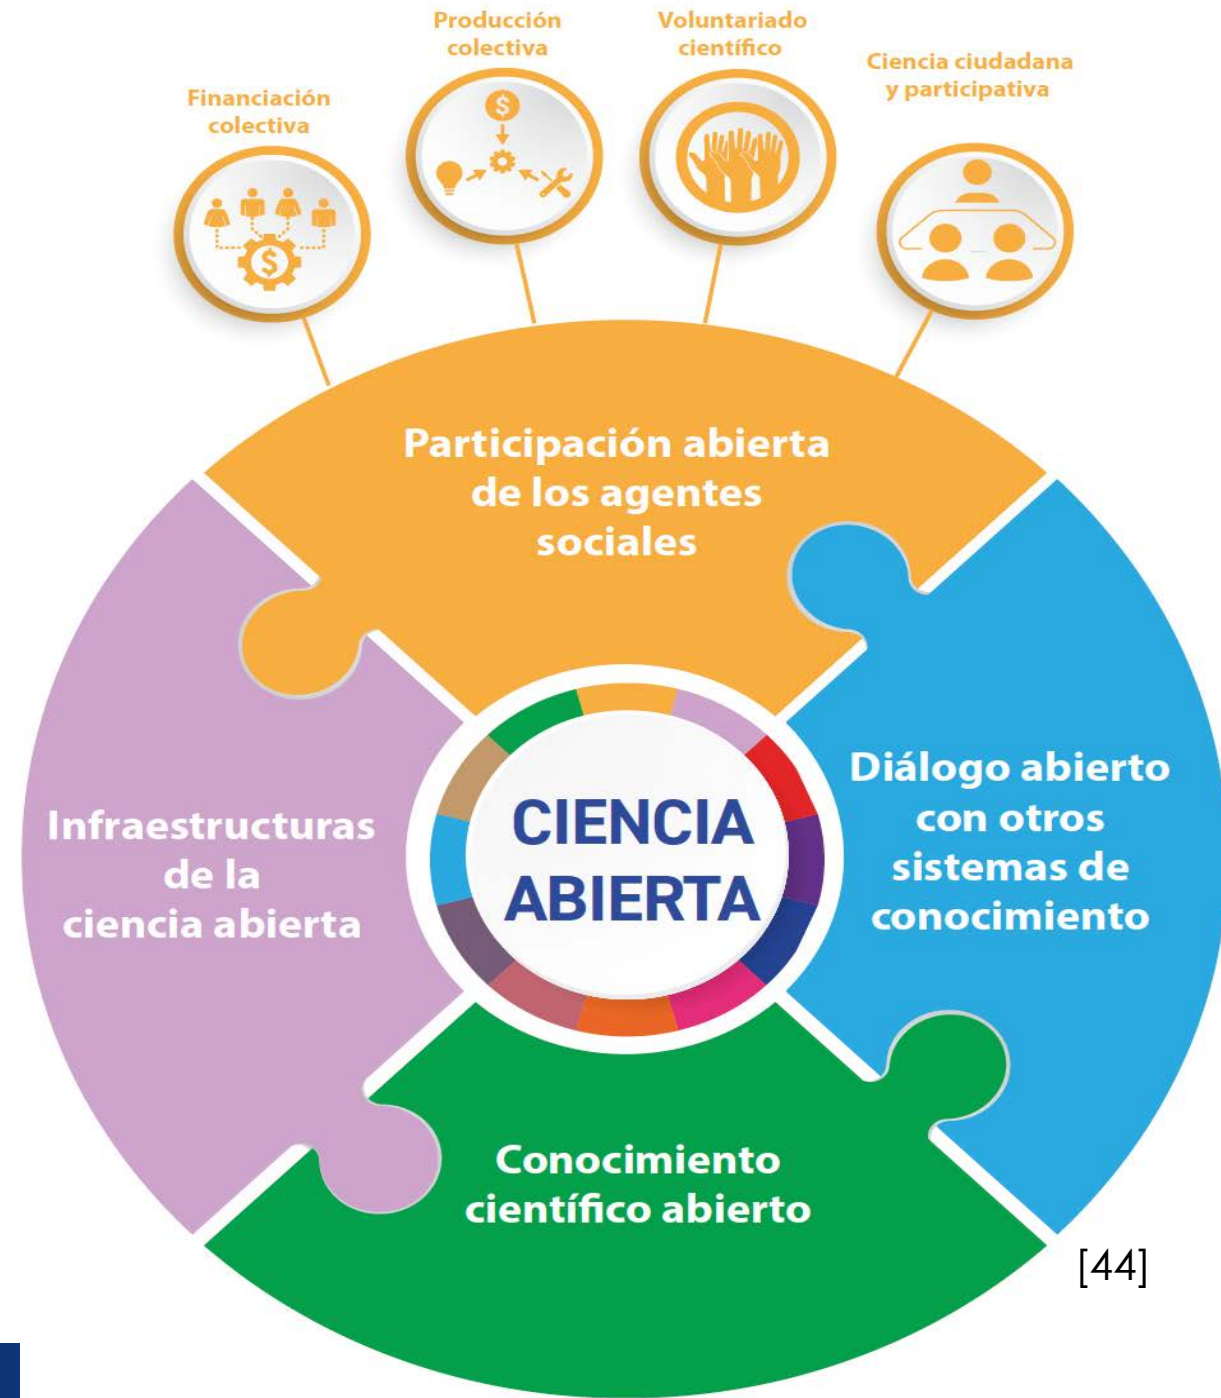 Financiación
colectiva
Producción
colectiva
Voluntariado
científico
Ciencia ciudadana
y participativa
$
$
Participación abierta
de los agentes
sociales
Infraestructuras
de la
ciencia abierta
CIENCIA
ABIERTA
Diálogo abierto
con otros
sistemas de
conocimiento
Conocimiento
científico abierto
[44]